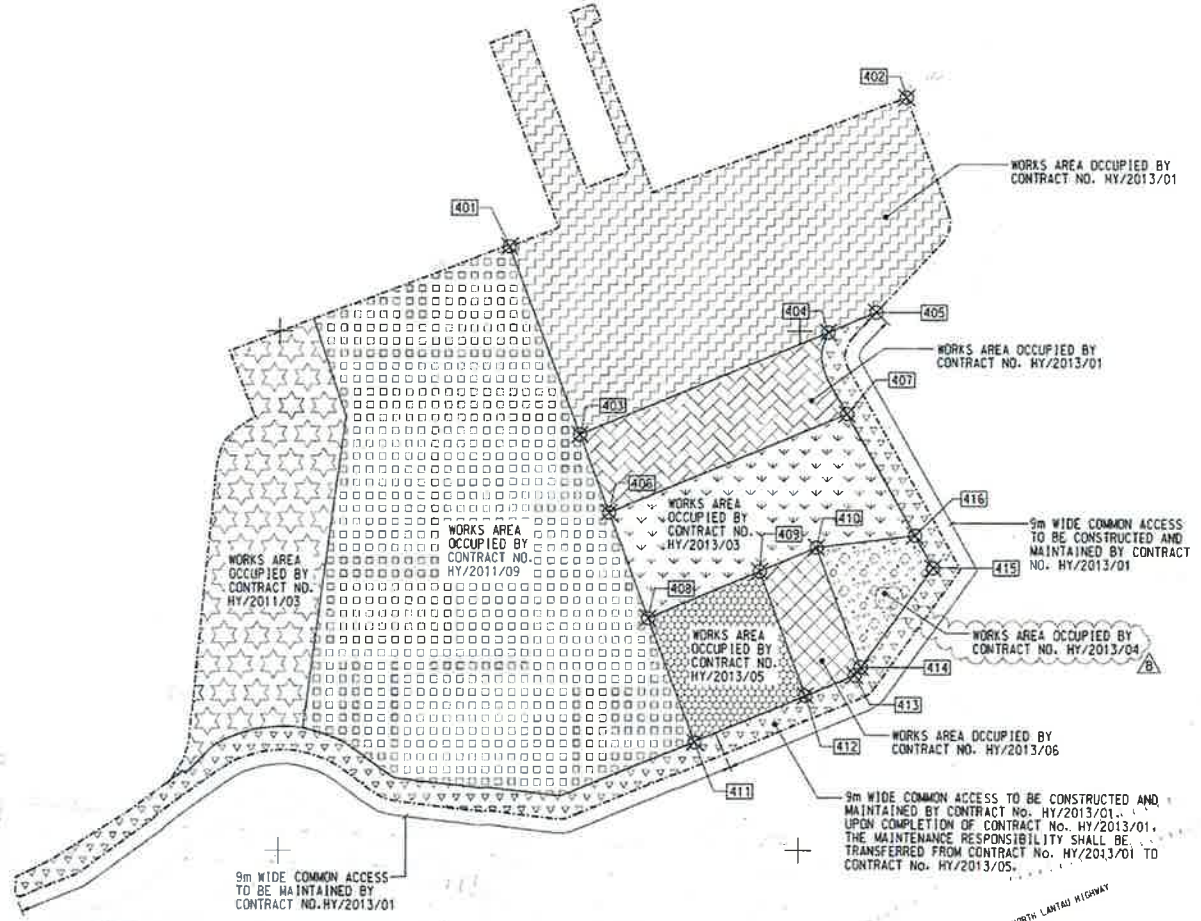 402
WORKS AREA OCCUPIED BY
CONTRACT NO. HY/2013/01
401
404
405
WORKS AREA OCCUPIED BY
CONTRACT NO. HY/2013/01
407
403
406
WORKS AREA
OCCUPIED BY
CONTRACT NO.
HY/2013/03
410
409
416
9m WIDE COMMON ACCESS
TO BE CONSTRUCTED AND
MAINTAINED BY CONTRACT
NO. HY/2013/01
415
WORKS AREA
OCCUPIED BY
CONTRACT NO.
HY/2011/09
WORKS AREA
OCCUPIED BY
CONTRACT NO.
HY/2011/03
408
WORKS AREA
OCCUPIED BY
CONTRACT NO.
HY/2013/05
WORKS AREA OCCUPIED BY
CONTRACT NO. HY/2013/04
B
414
413
412
WORKS AREA OCCUPIED BY
CONTRACT NO. HY/2013/06
411
9m WIDE COMMON ACCESS TO BE CONSTRUCTED AND
MAINTAINED BY CONTRACT No. HY/2013/01.
UPON COMPLETION OF CONTRACT No. HY/2013/01,
THE MAINTENANCE RESPONSIBILITY SHALL BE
TRANSFERRED FROM CONTRACT No. HY/2013/01 TO
CONTRACT No. HY/2013/05.
9m WIDE COMMON ACCESS
TO BE MAINTAINED BY
CONTRACT NO.HY/2013/01
NORTH LANTAU HIGHWAY